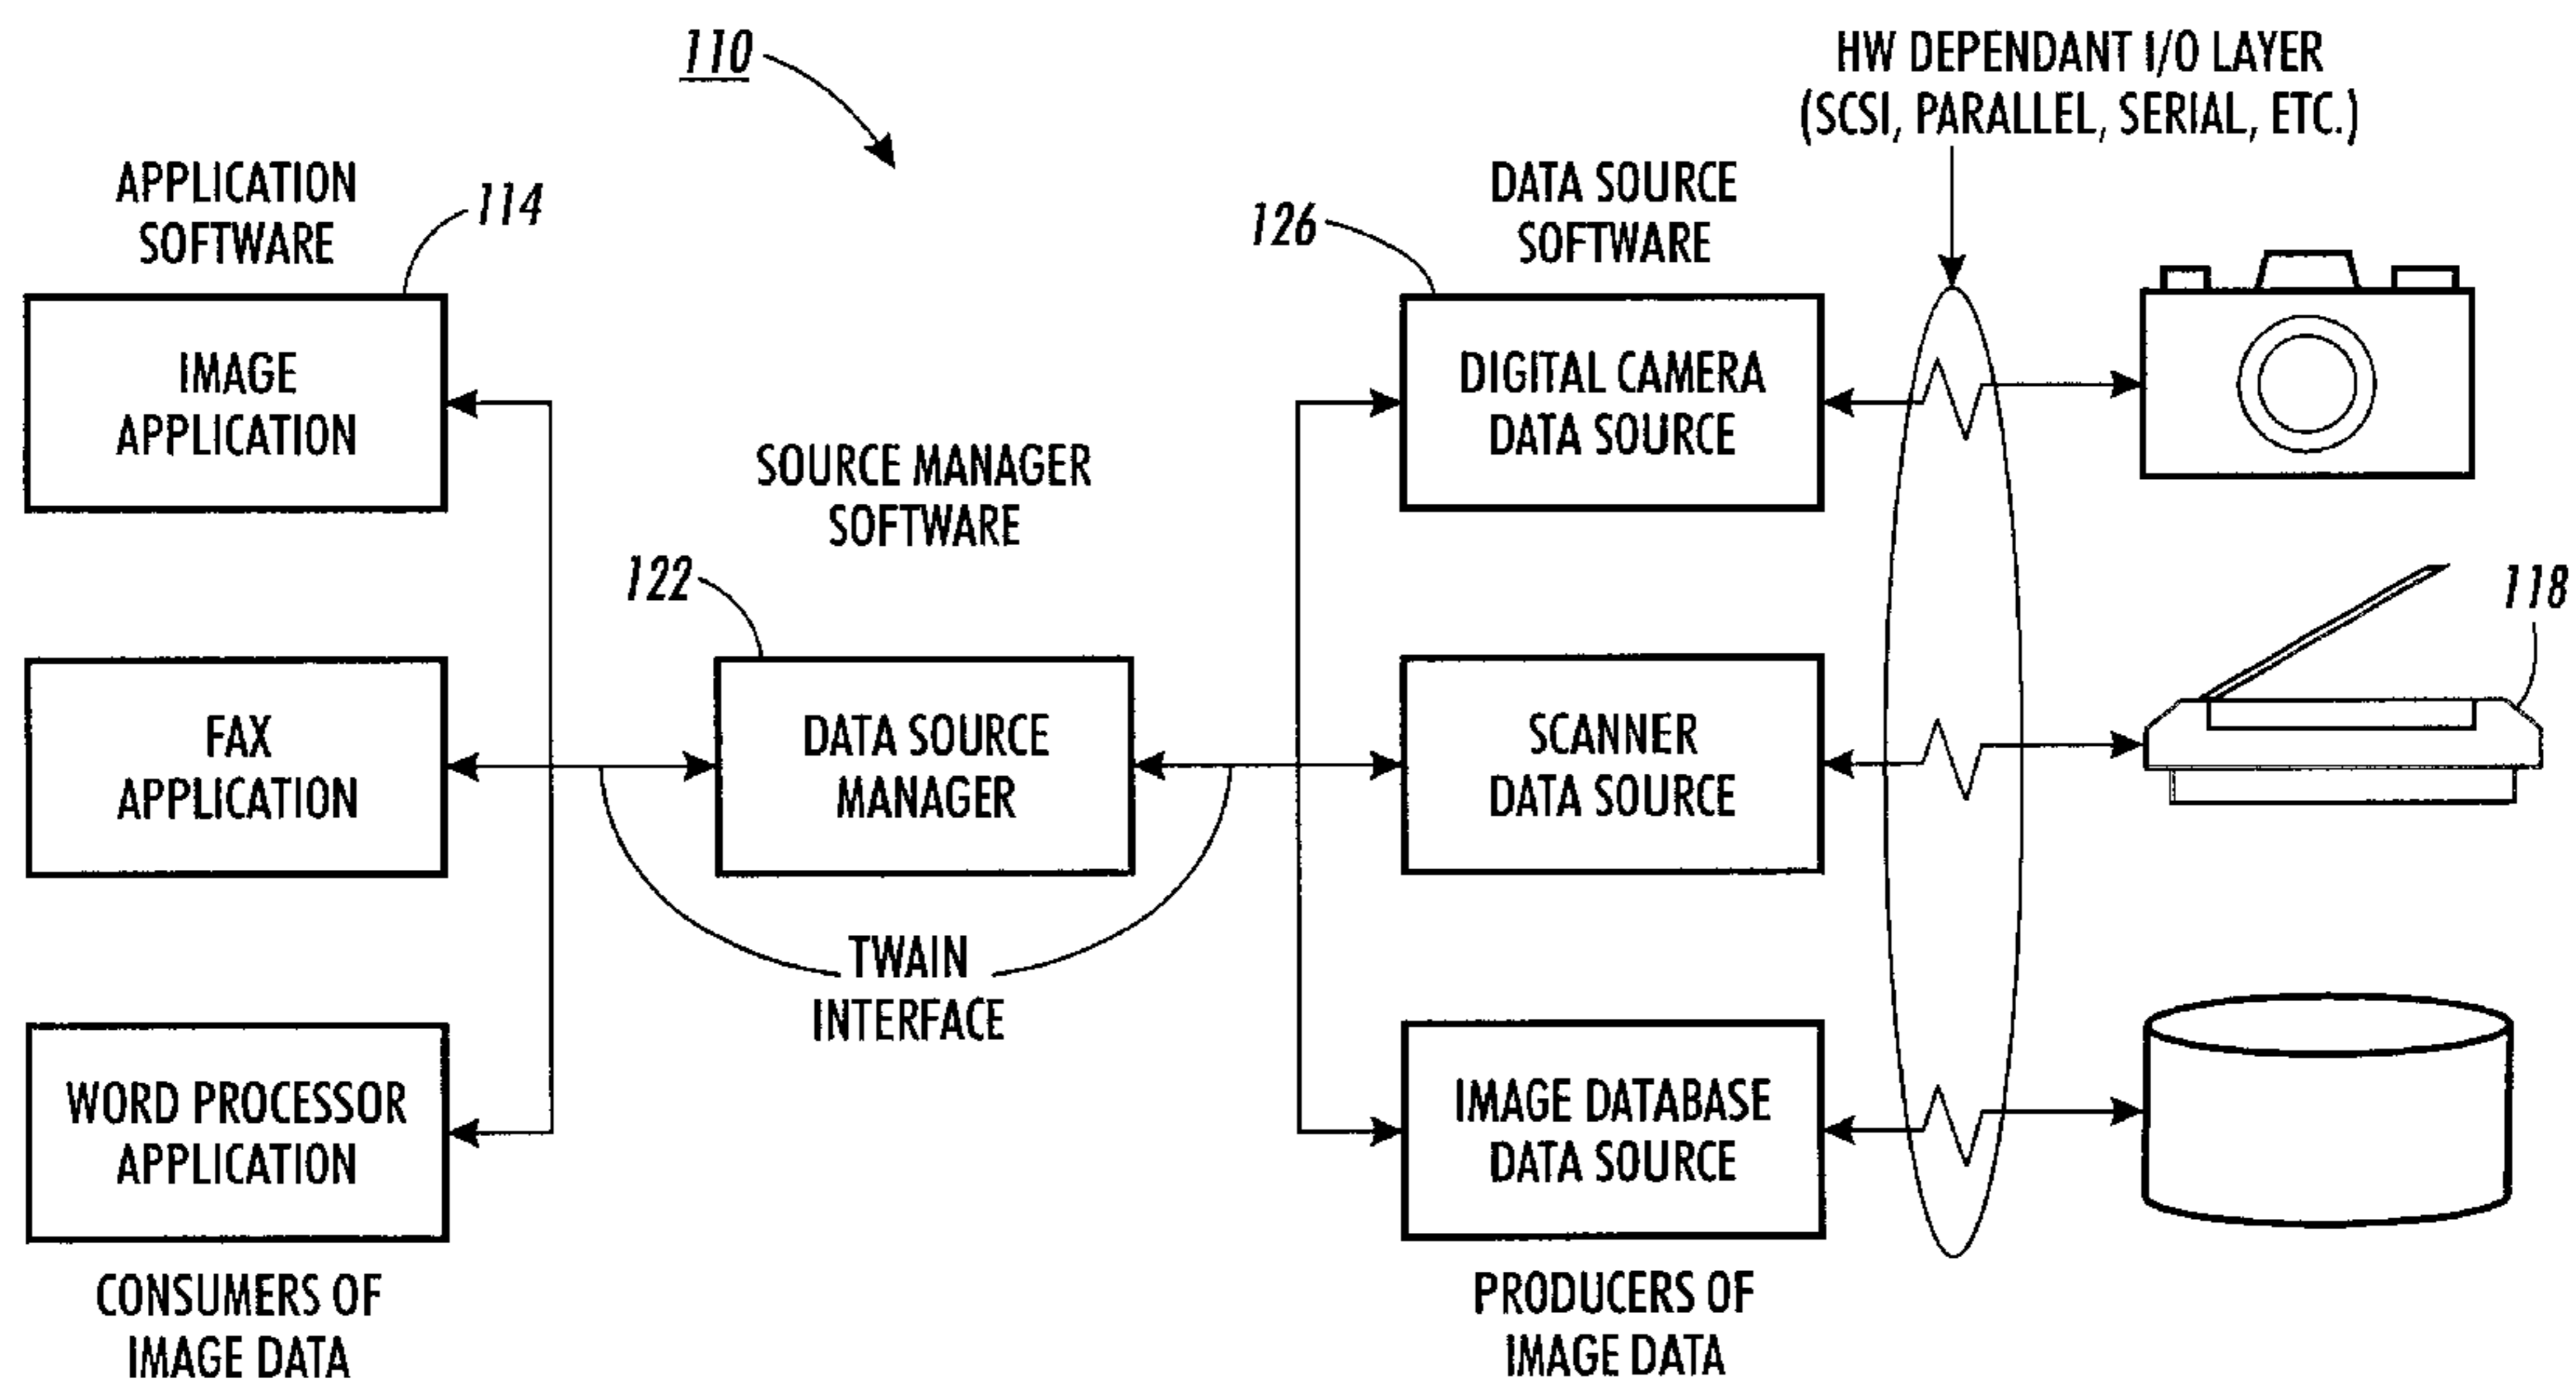 110
HW DEPENDANT I/O LAYER
(SCSI, PARALLEL, SERIAL, ETC.)
APPLICATION
SOFTWARE
114
126
DATA SOURCE
SOFTWARE
IMAGE
APPLICATION
DIGITAL CAMERA
DATA SOURCE
SOURCE MANAGER
SOFTWARE
122
118
FAX
APPLICATION
DATA SOURCE
MANAGER
SCANNER
DATA SOURCE
TWAIN
INTERFACE
WORD PROCESSOR
APPLICATION
IMAGE DATABASE
DATA SOURCE
CONSUMERS OF
IMAGE DATA
PRODUCERS OF
IMAGE DATA